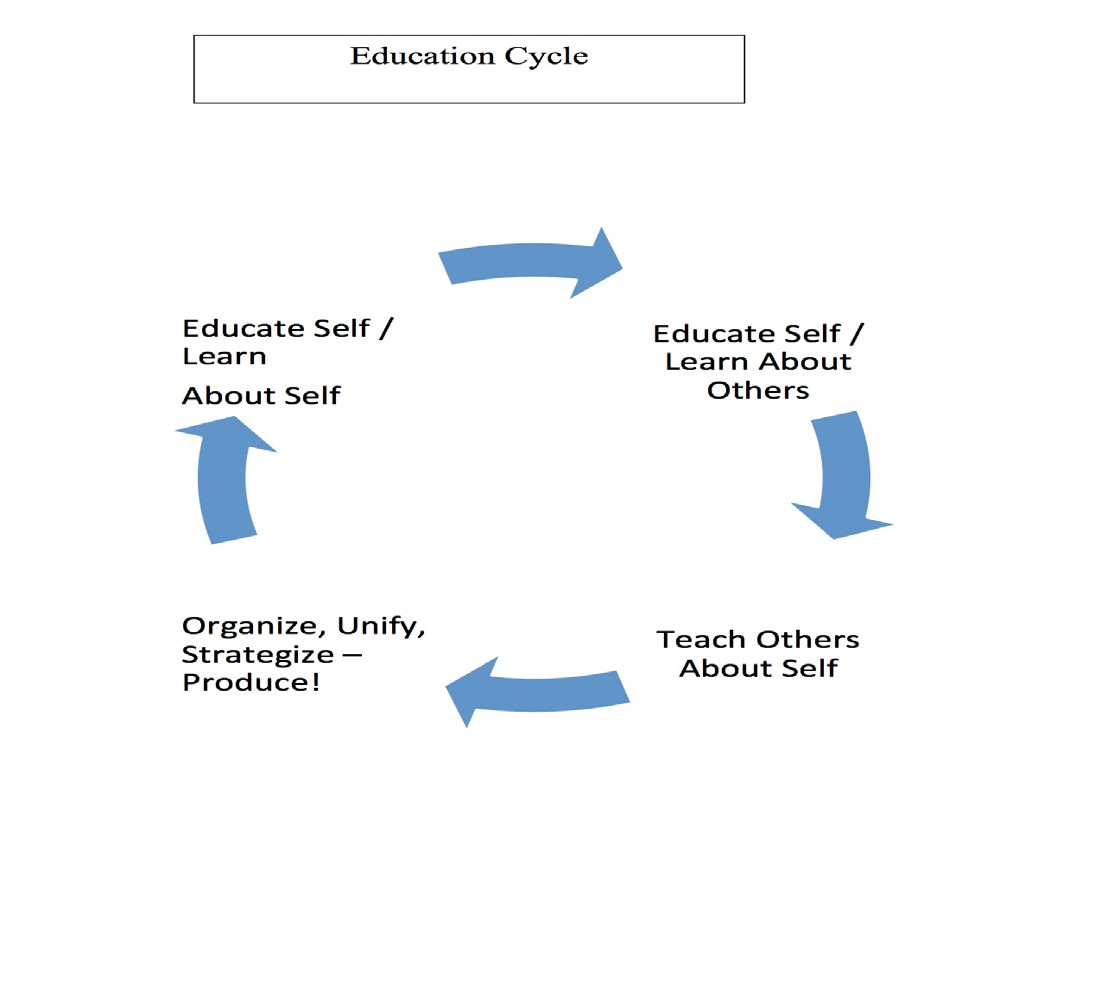 Education Cycle
Educate Self /
Learn
About Self
Educate Self /
Learn About
Others
Organize, Unify,
Strategize –
Produce!
Teach Others
About Self